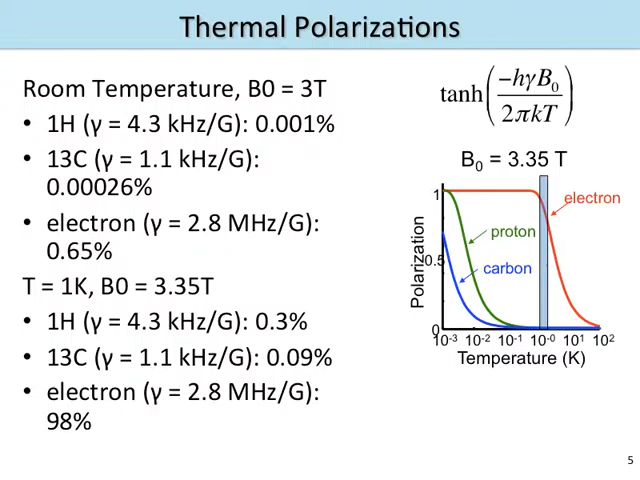 Thermal Polarizations
Room Temperature, B0 = 3T
• 1H (γ = 4.3 kHz/G): 0.001%
• 13C (γ = 1.1 kHz/G):
0.00026%
• electron (γ = 2.8 MHz/G):
0.65%
T = 1K, B0 = 3.35T
• 1H (γ = 4.3 kHz/G): 0.3%
• 13C (γ = 1.1 kHz/G): 0.09%
• electron (γ = 2.8 MHz/G):
98%
tanh(−hγB₀/2πkT)
B₀ = 3.35 T
1
electron
proton
0.5
carbon
0
Polarization
10⁻³ 10⁻² 10⁻¹ 10⁻⁰ 10¹ 10²
Temperature (K)
5